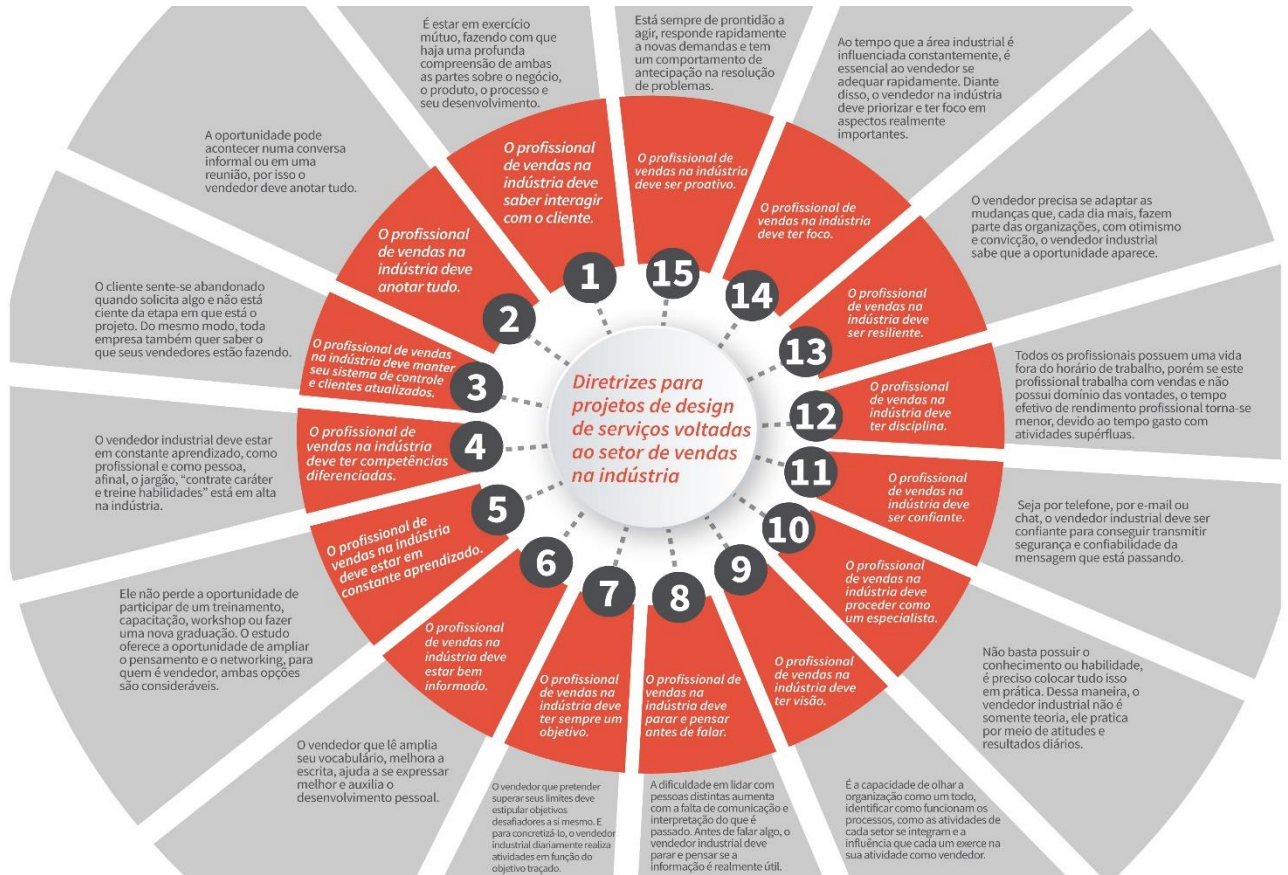 Diretrizes para
projetos de design
de serviços voltadas
ao setor de vendas
na indústria
1
O profissional
de vendas na
indústria deve
saber interagir
com o cliente.
É estar em exercício
mútuo, fazendo com que
haja uma profunda
compreensão de ambas
as partes sobre o negócio,
o produto, o processo e
seu desenvolvimento.
2
O profissional
de vendas na
indústria deve
anotar tudo.
A oportunidade pode
acontecer numa conversa
informal ou em uma
reunião, por isso o
vendedor deve anotar tudo.
3
O profissional de vendas
na indústria deve manter
seu sistema de controle
e clientes atualizados.
O cliente sente-se abandonado
quando solicita algo e não está
ciente da etapa em que está o
projeto. Do mesmo modo, toda
empresa também quer saber o
que seus vendedores estão fazendo.
4
O profissional de
vendas na indústria
deve ter competências
diferenciadas.
O vendedor industrial deve estar
em constante aprendizado, como
profissional e como pessoa,
afinal, o jargão, “contrate caráter
e treine habilidades” está em alta
na indústria.
5
O profissional de
vendas na indústria
deve estar em
constante aprendizado.
Ele não perde a oportunidade de
participar de um treinamento,
capacitação, workshop ou fazer
uma nova graduação. O estudo
oferece a oportunidade de ampliar
o pensamento e o networking, para
quem é vendedor, ambas opções
são consideráveis.
6
O profissional
de vendas na
indústria deve
estar bem
informado.
O vendedor que lê amplia
seu vocabulário, melhora a
escrita, ajuda a se expressar
melhor e auxilia o
desenvolvimento pessoal.
7
O profissional
de vendas na
indústria deve
ter sempre um
objetivo.
O vendedor que pretender
superar seus limites deve
estipular objetivos
desafiadores a si mesmo. E
para concretizá-lo, o vendedor
industrial diariamente realiza
atividades em função do
objetivo traçado.
8
O profissional de
vendas na
indústria deve
parar e pensar
antes de falar.
A dificuldade em lidar com
pessoas distintas aumenta
com a falta de comunicação e
interpretação do que é
passado. Antes de falar algo, o
vendedor industrial deve
parar e pensar se a
informação é realmente útil.
9
O profissional
de vendas na
indústria deve
ter visão.
É a capacidade de olhar a
organização como um todo,
identificar como funcionam os
processos, como as atividades de
cada setor se integram e a
influência que cada um exerce na
sua atividade como vendedor.
10
O profissional de
vendas na
indústria deve
proceder como
um especialista.
Não basta possuir o
conhecimento ou habilidade,
é preciso colocar tudo isso
em prática. Dessa maneira, o
vendedor industrial não é
somente teoria, ele pratica
por meio de atitudes e
resultados diários.
11
O profissional de
vendas na
indústria deve
ser confiante.
Seja por telefone, por e-mail ou
chat, o vendedor industrial deve ser
confiante para conseguir transmitir
segurança e confiabilidade da
mensagem que está passando.
12
O profissional de
vendas na
indústria deve
ter disciplina.
Todos os profissionais possuem uma vida
fora do horário de trabalho, porém se este
profissional trabalha com vendas e não
possui domínio das vontades, o tempo
efetivo de rendimento profissional torna-se
menor, devido ao tempo gasto com
atividades supérfluas.
13
O profissional
de vendas na
indústria deve
ser resiliente.
O vendedor precisa se adaptar as
mudanças que, cada dia mais, fazem
parte das organizações, com otimismo
e convicção, o vendedor industrial
sabe que a oportunidade aparece.
14
O profissional de
vendas na indústria
deve ter foco.
Ao tempo que a área industrial é
influenciada constantemente, é
essencial ao vendedor se
adequar rapidamente. Diante
disso, o vendedor na indústria
deve priorizar e ter foco em
aspectos realmente
importantes.
15
O profissional de
vendas na indústria
deve ser proativo.
Está sempre de prontidão a
agir, responde rapidamente
a novas demandas e tem
um comportamento de
antecipação na resolução
de problemas.